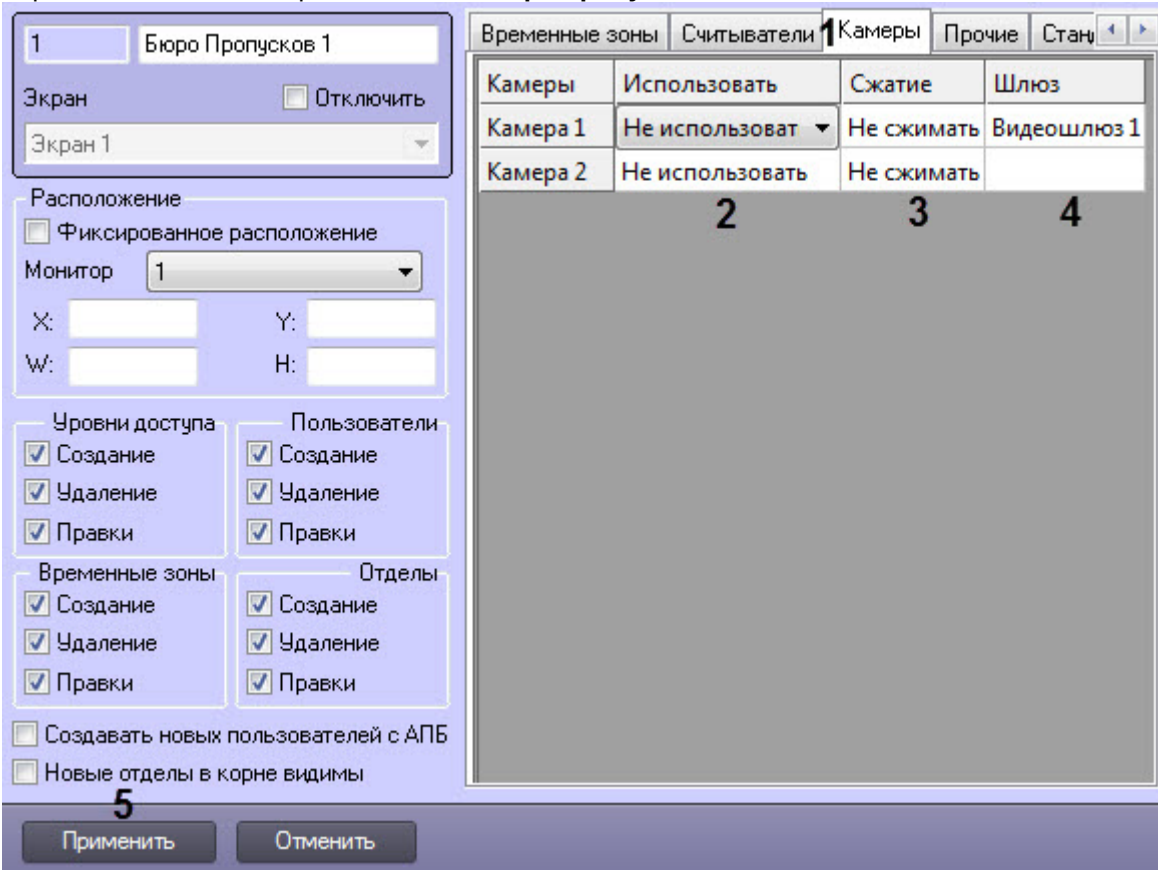 1 Бюро Пропусков 1
Экран Отключить
Экран 1
Расположение
Фиксированное расположение
Монитор 1
X: Y:
W: H:
Уровни доступа Пользователи
Создание Создание
Удаление Удаление
Правки Правки
Временные зоны Отделы
Создание Создание
Удаление Удаление
Правки Правки
Создавать новых пользователей с АПБ
Новые отделы в корне видимы
5
Применить Отменить
Временные зоны Считыватели 1 Камеры Прочие
Камеры Использовать Сжатие Шлюз
Камера 1 Не использоват Не сжимать Видеошлюз 1
Камера 2 Не использовать Не сжимать
2 3 4